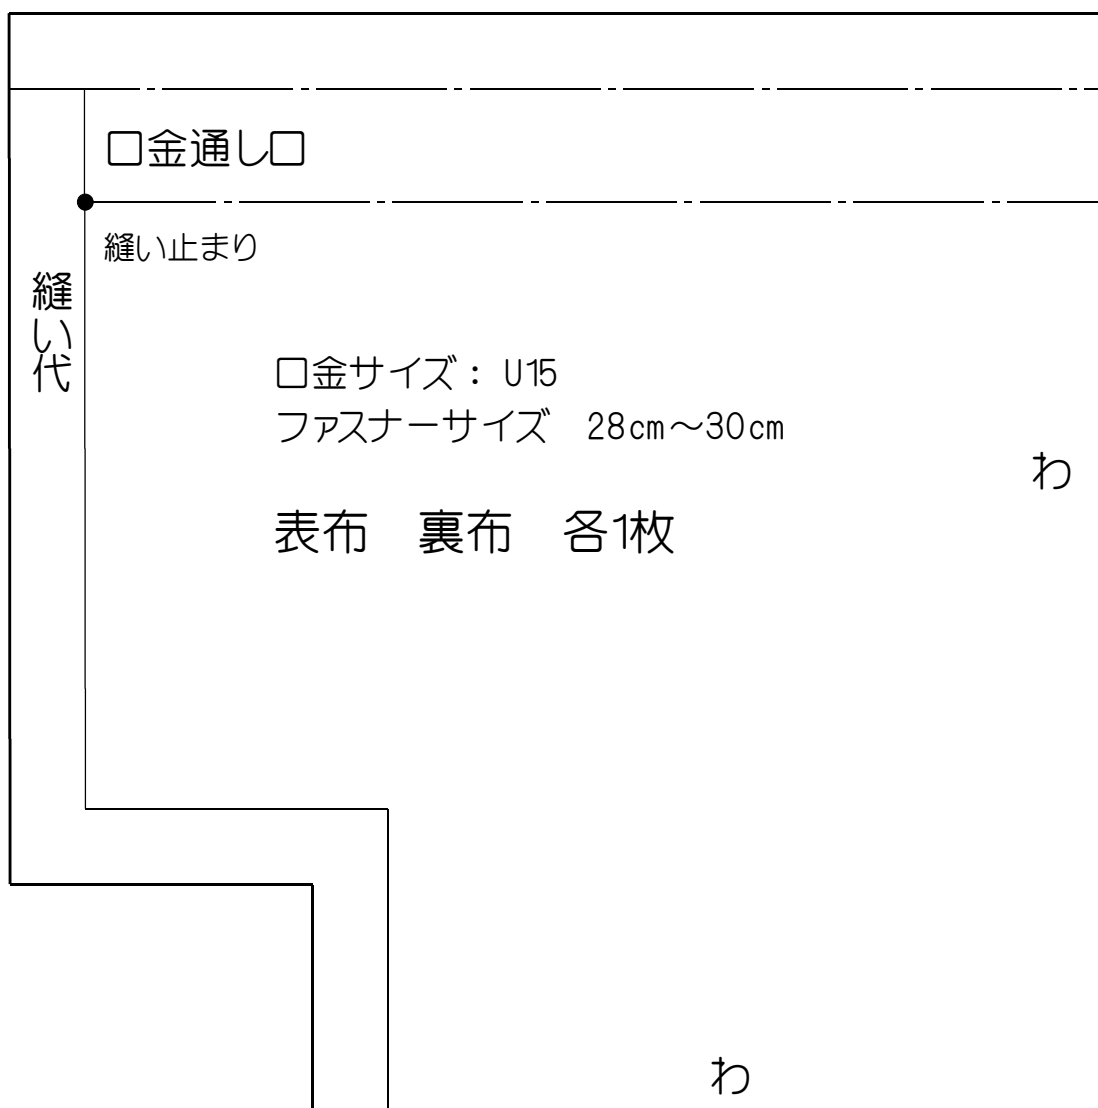 口金通し口
縫い止まり
縫い代
口金サイズ：U15
ファスナーサイズ　28cm～30cm
わ
表布　裏布　各1枚
わ